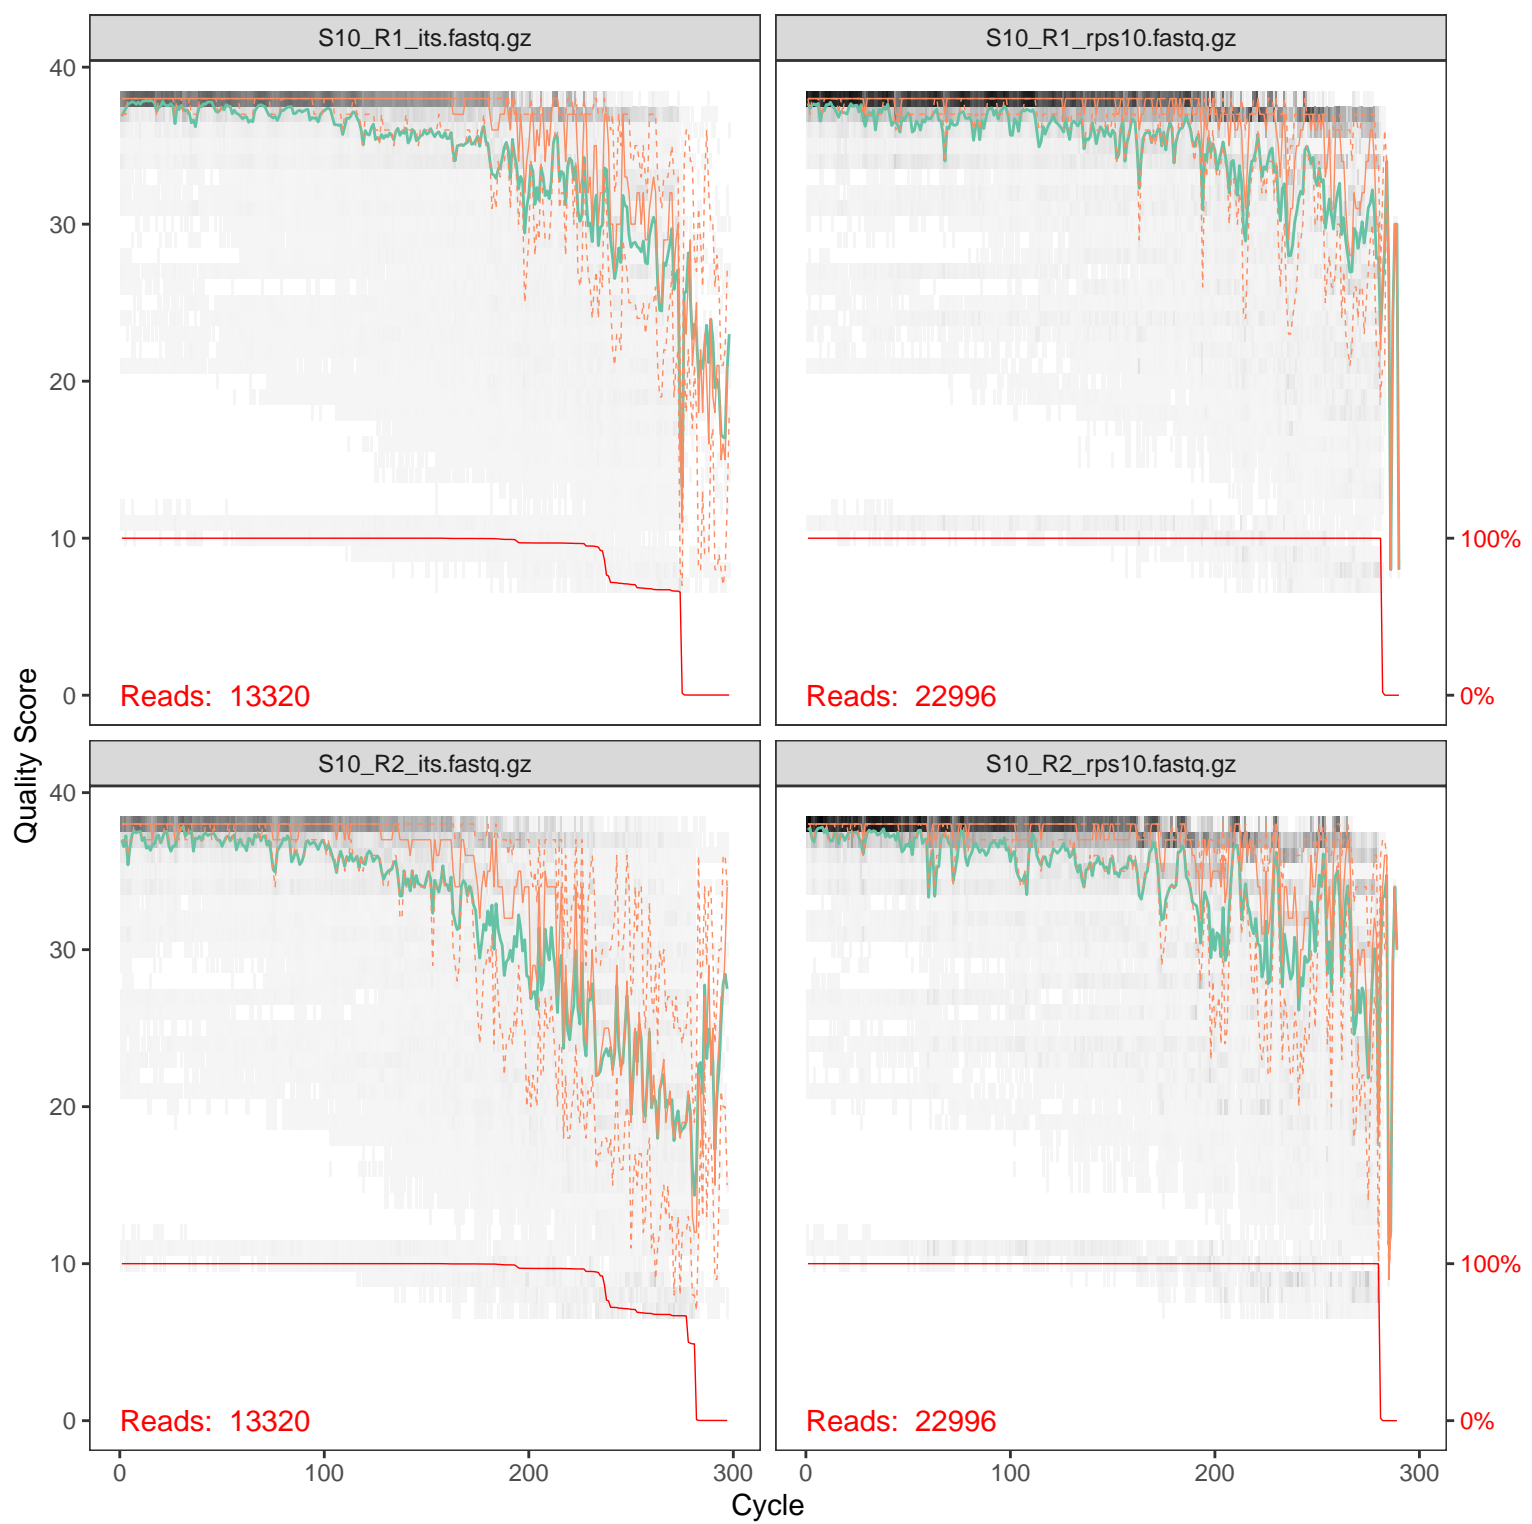 S10_R1_its.fastq.gz
S10_R1_rps10.fastq.gz
40
30
20
10
0
100%
0%
Reads: 13320
Reads: 22996
Quality Score
S10_R2_its.fastq.gz
S10_R2_rps10.fastq.gz
40
30
20
10
0
100%
0%
Reads: 13320
Reads: 22996
0 100 200 300
0 100 200 300
Cycle